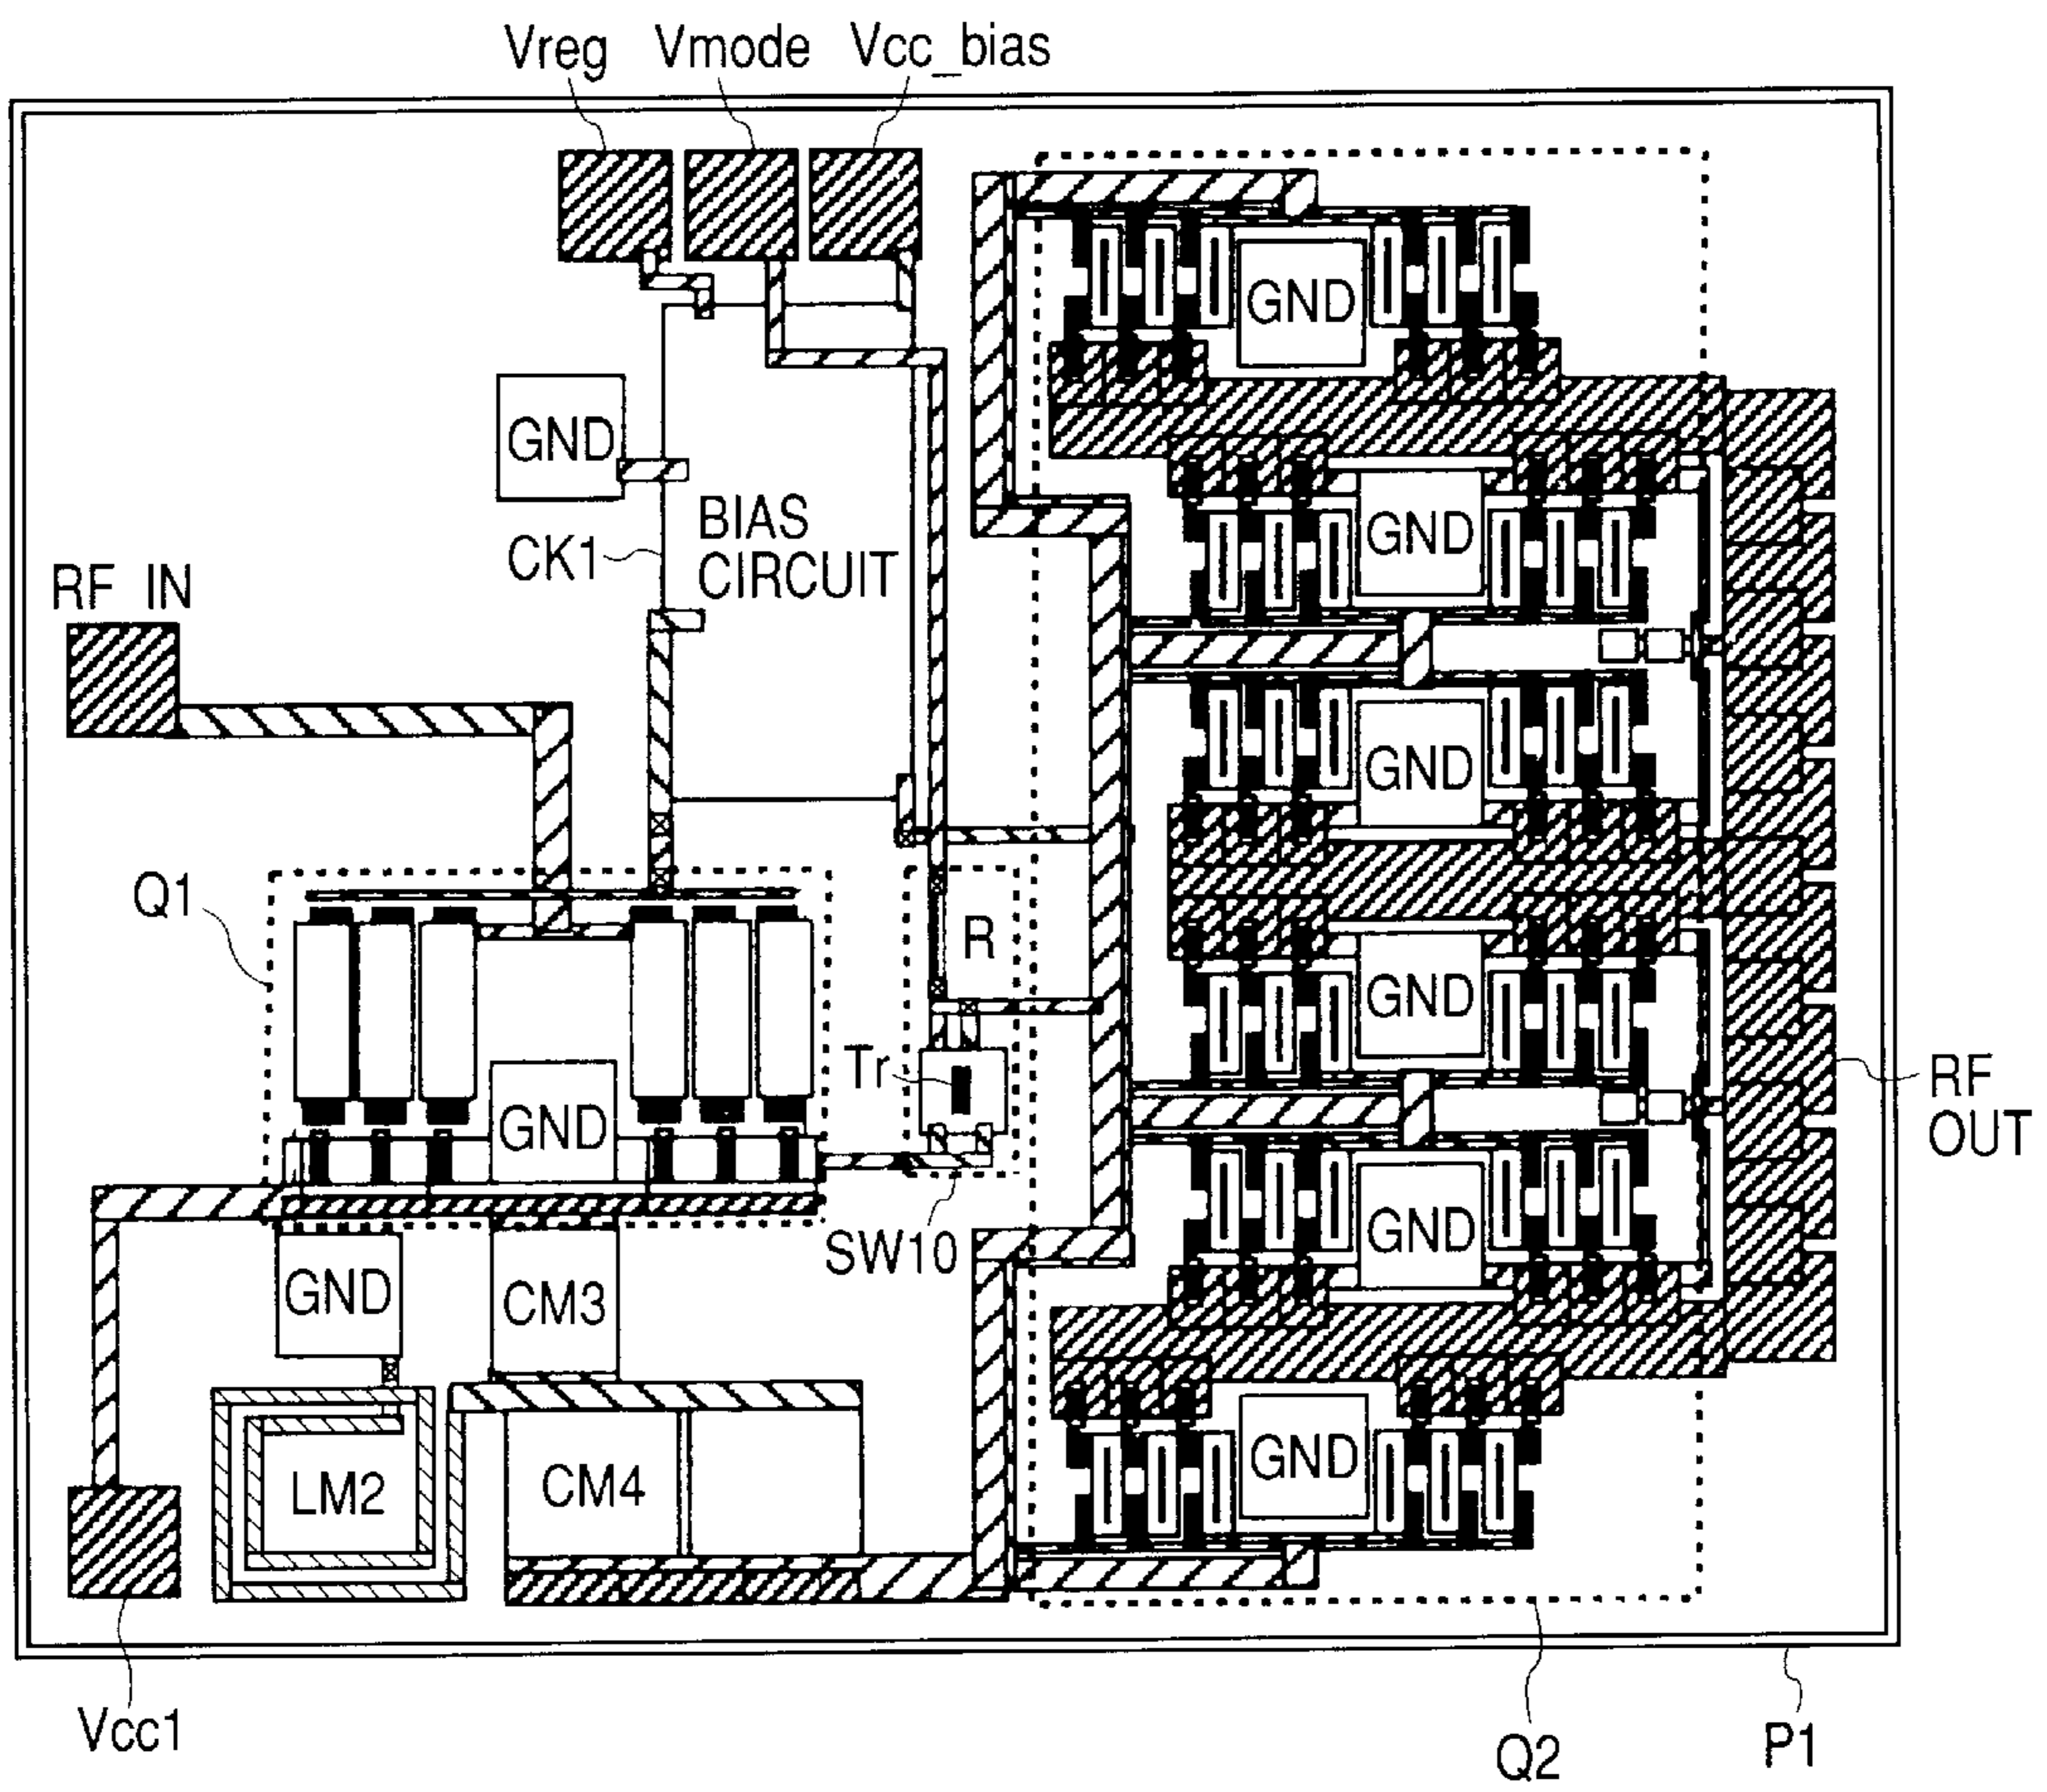 Vreg Vmode Vcc_bias
GND
GND
GND
BIAS
CIRCUIT
CK1
RF IN
GND
Q1
R
GND
Tr
GND
RF
OUT
GND
SW10
GND
CM3
LM2
CM4
GND
Vcc1
Q2
P1